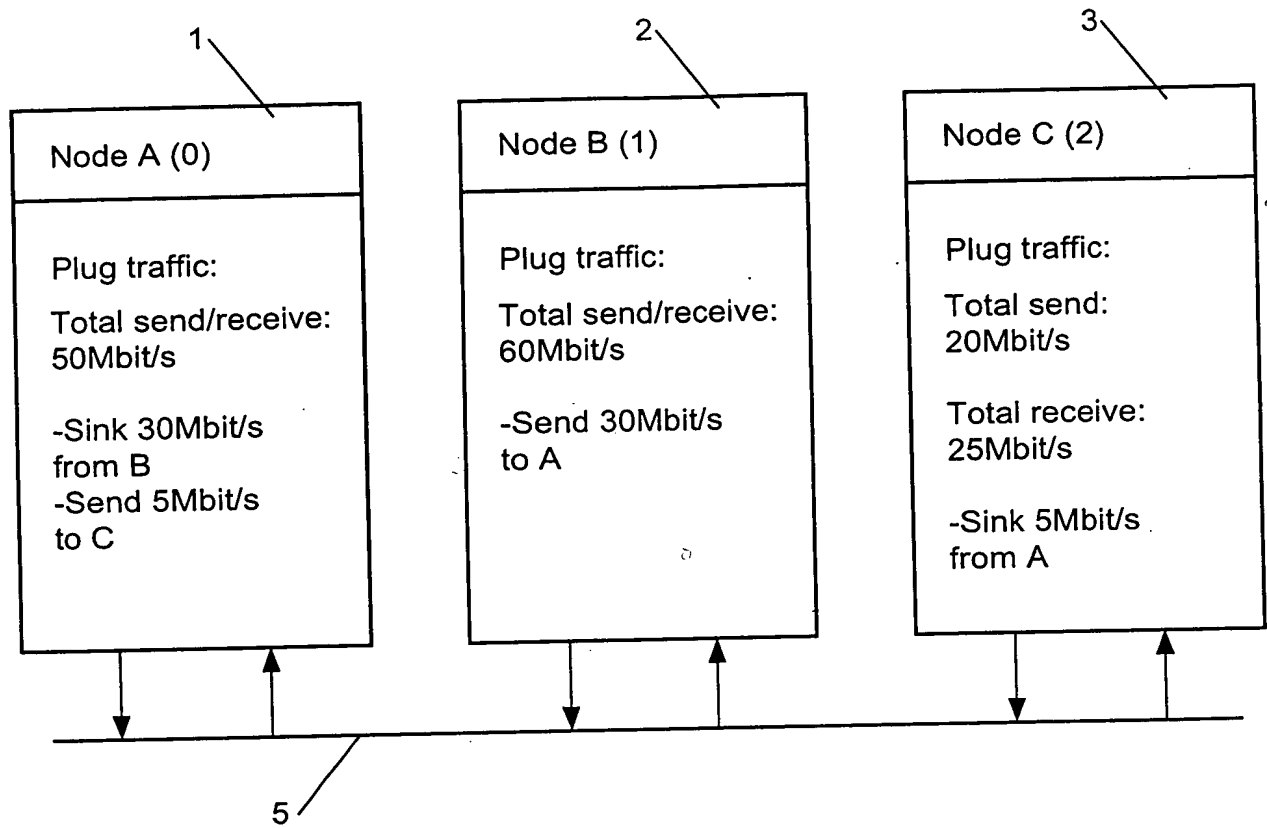 1
2
3
Node A (0)
Plug traffic:
Total send/receive:
50Mbit/s
-Sink 30Mbit/s
from B
-Send 5Mbit/s
to C
Node B (1)
Plug traffic:
Total send/receive:
60Mbit/s
-Send 30Mbit/s
to A
Node C (2)
Plug traffic:
Total send:
20Mbit/s
Total receive:
25Mbit/s
-Sink 5Mbit/s
from A
5